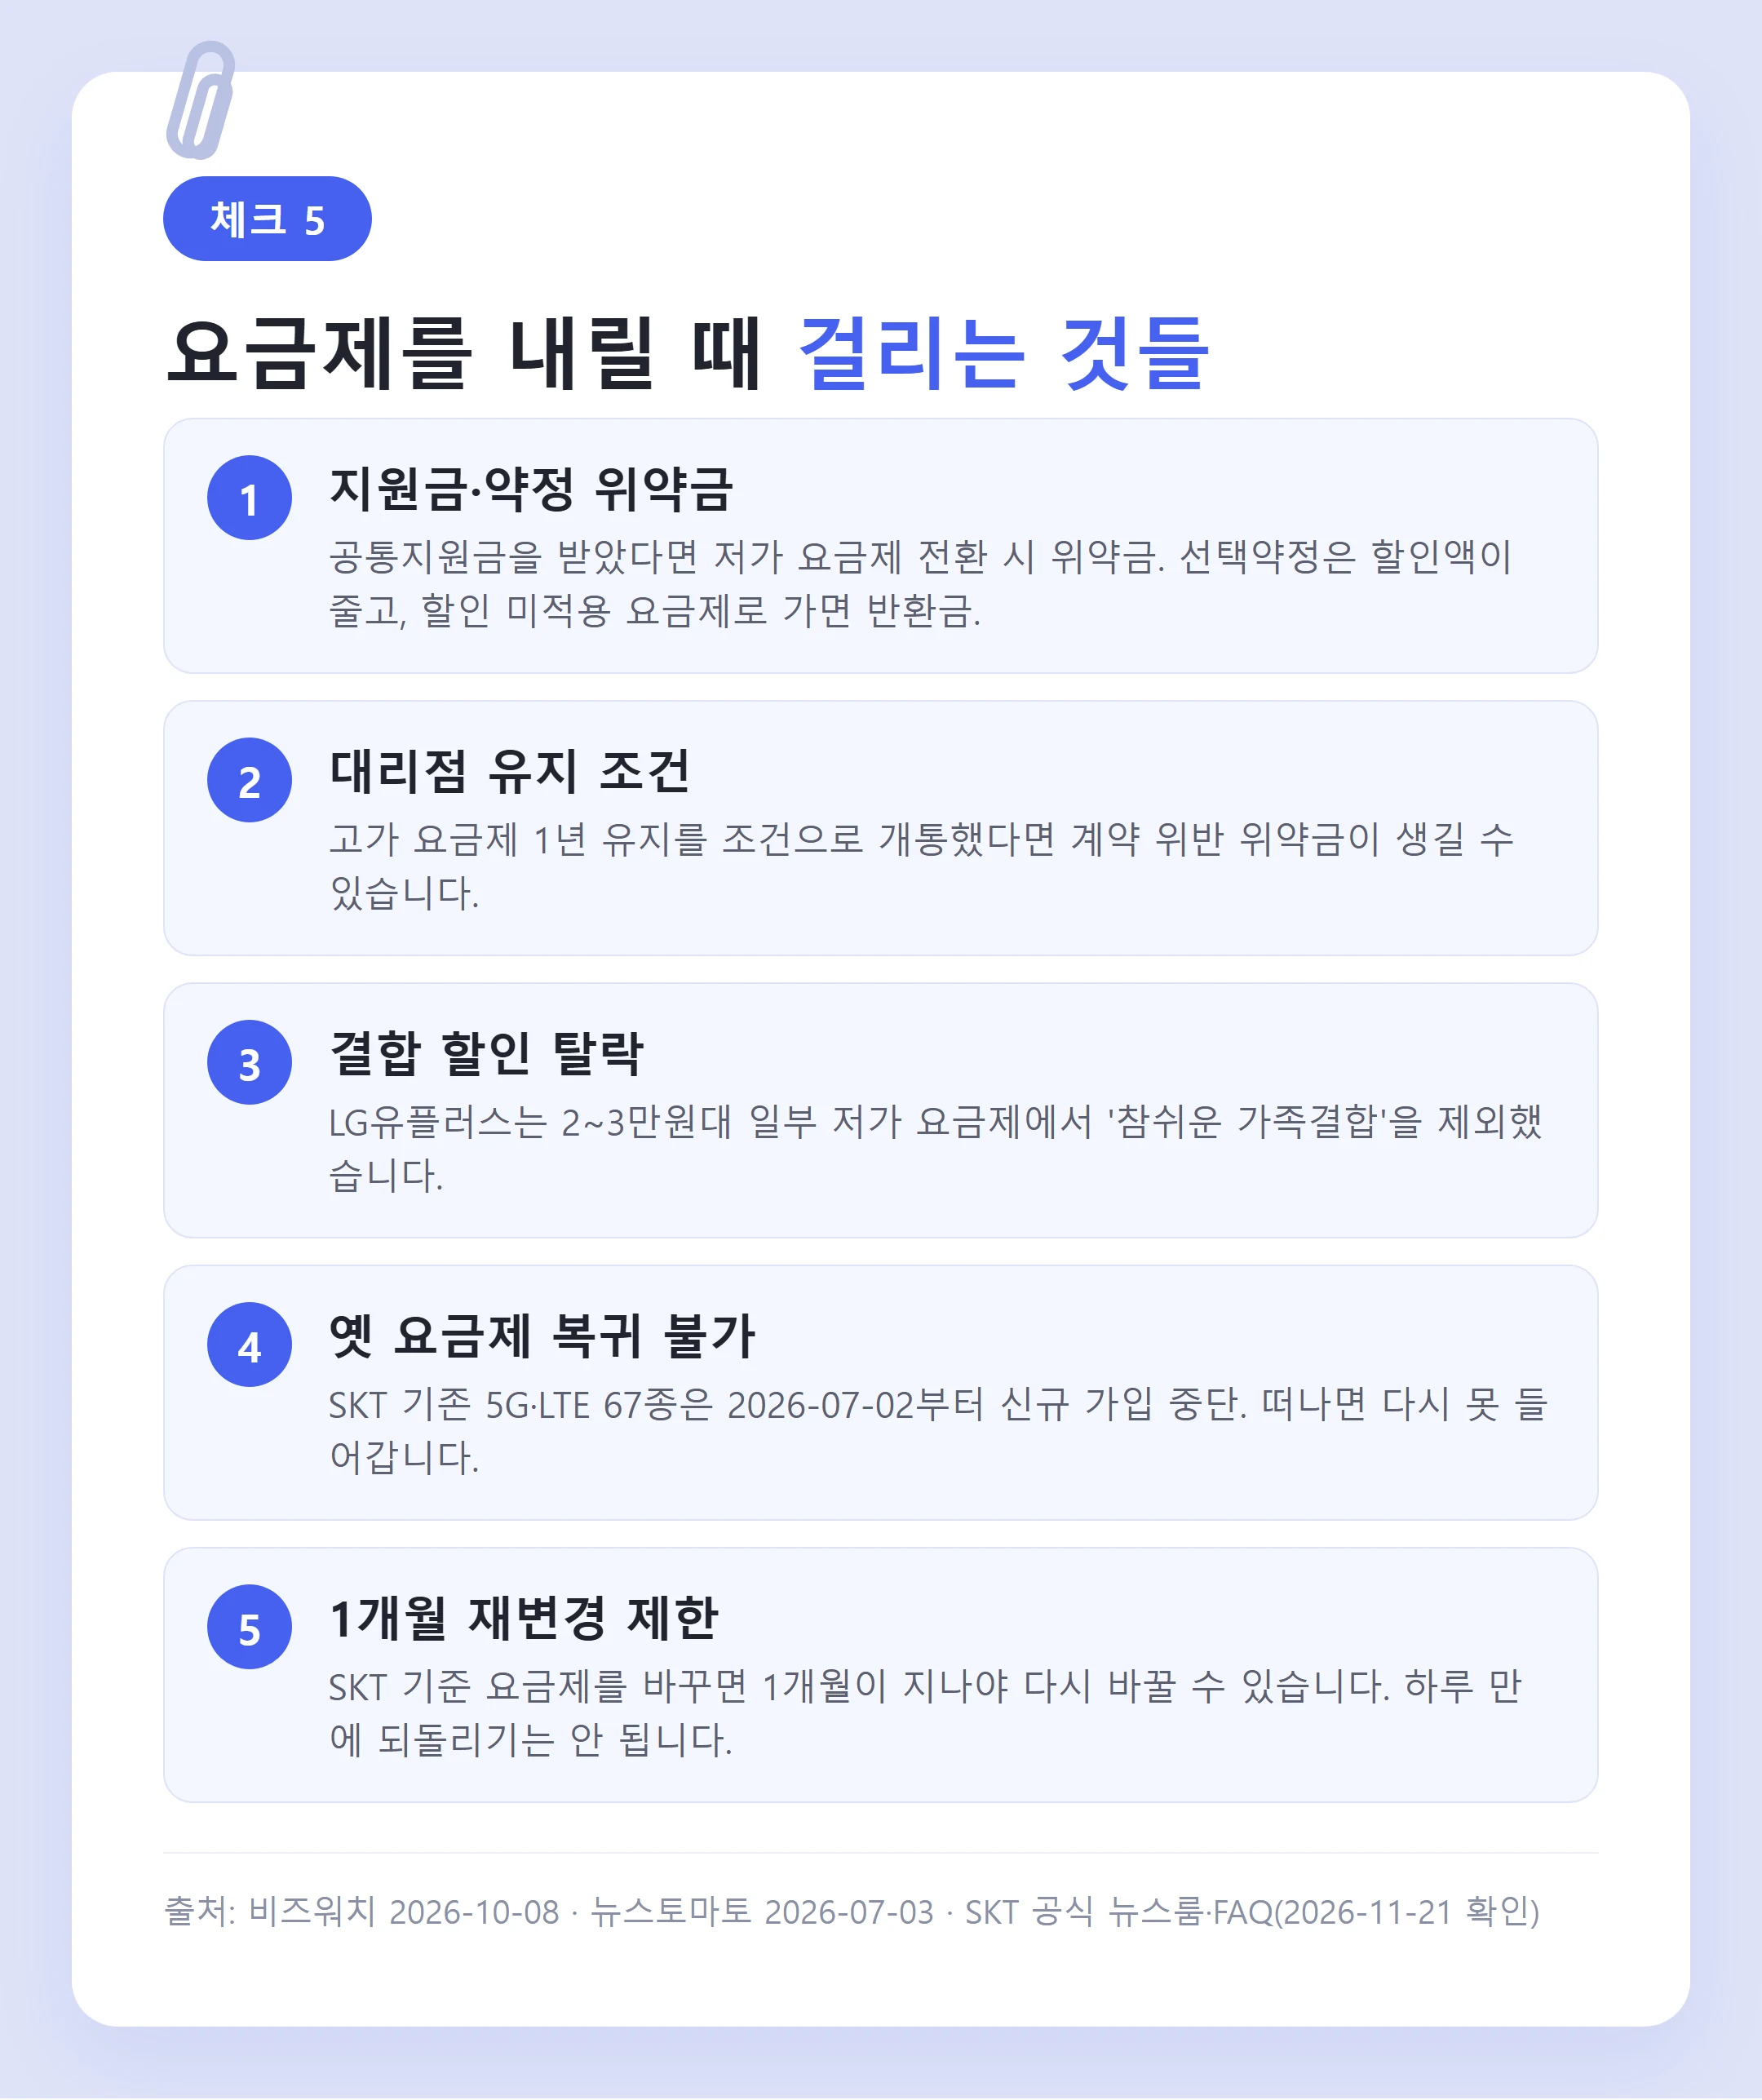 체크 5
요금제를 내릴 때 걸리는 것들
1
지원금·약정 위약금
공통지원금을 받았다면 저가 요금제 전환 시 위약금. 선택약정은 할인액이
줄고, 할인 미적용 요금제로 가면 반환금.
2
대리점 유지 조건
고가 요금제 1년 유지를 조건으로 개통했다면 계약 위반 위약금이 생길 수
있습니다.
3
결합 할인 탈락
LG유플러스는 2~3만원대 일부 저가 요금제에서 '참쉬운 가족결합'을 제외했
습니다.
4
옛 요금제 복귀 불가
SKT 기존 5G·LTE 67종은 2026-07-02부터 신규 가입 중단. 떠나면 다시 못 들
어갑니다.
5
1개월 재변경 제한
SKT 기준 요금제를 바꾸면 1개월이 지나야 다시 바꿀 수 있습니다. 하루 만
에 되돌리기는 안 됩니다.
출처: 비즈워치 2026-10-08 · 뉴스토마토 2026-07-03 · SKT 공식 뉴스룸·FAQ(2026-11-21 확인)